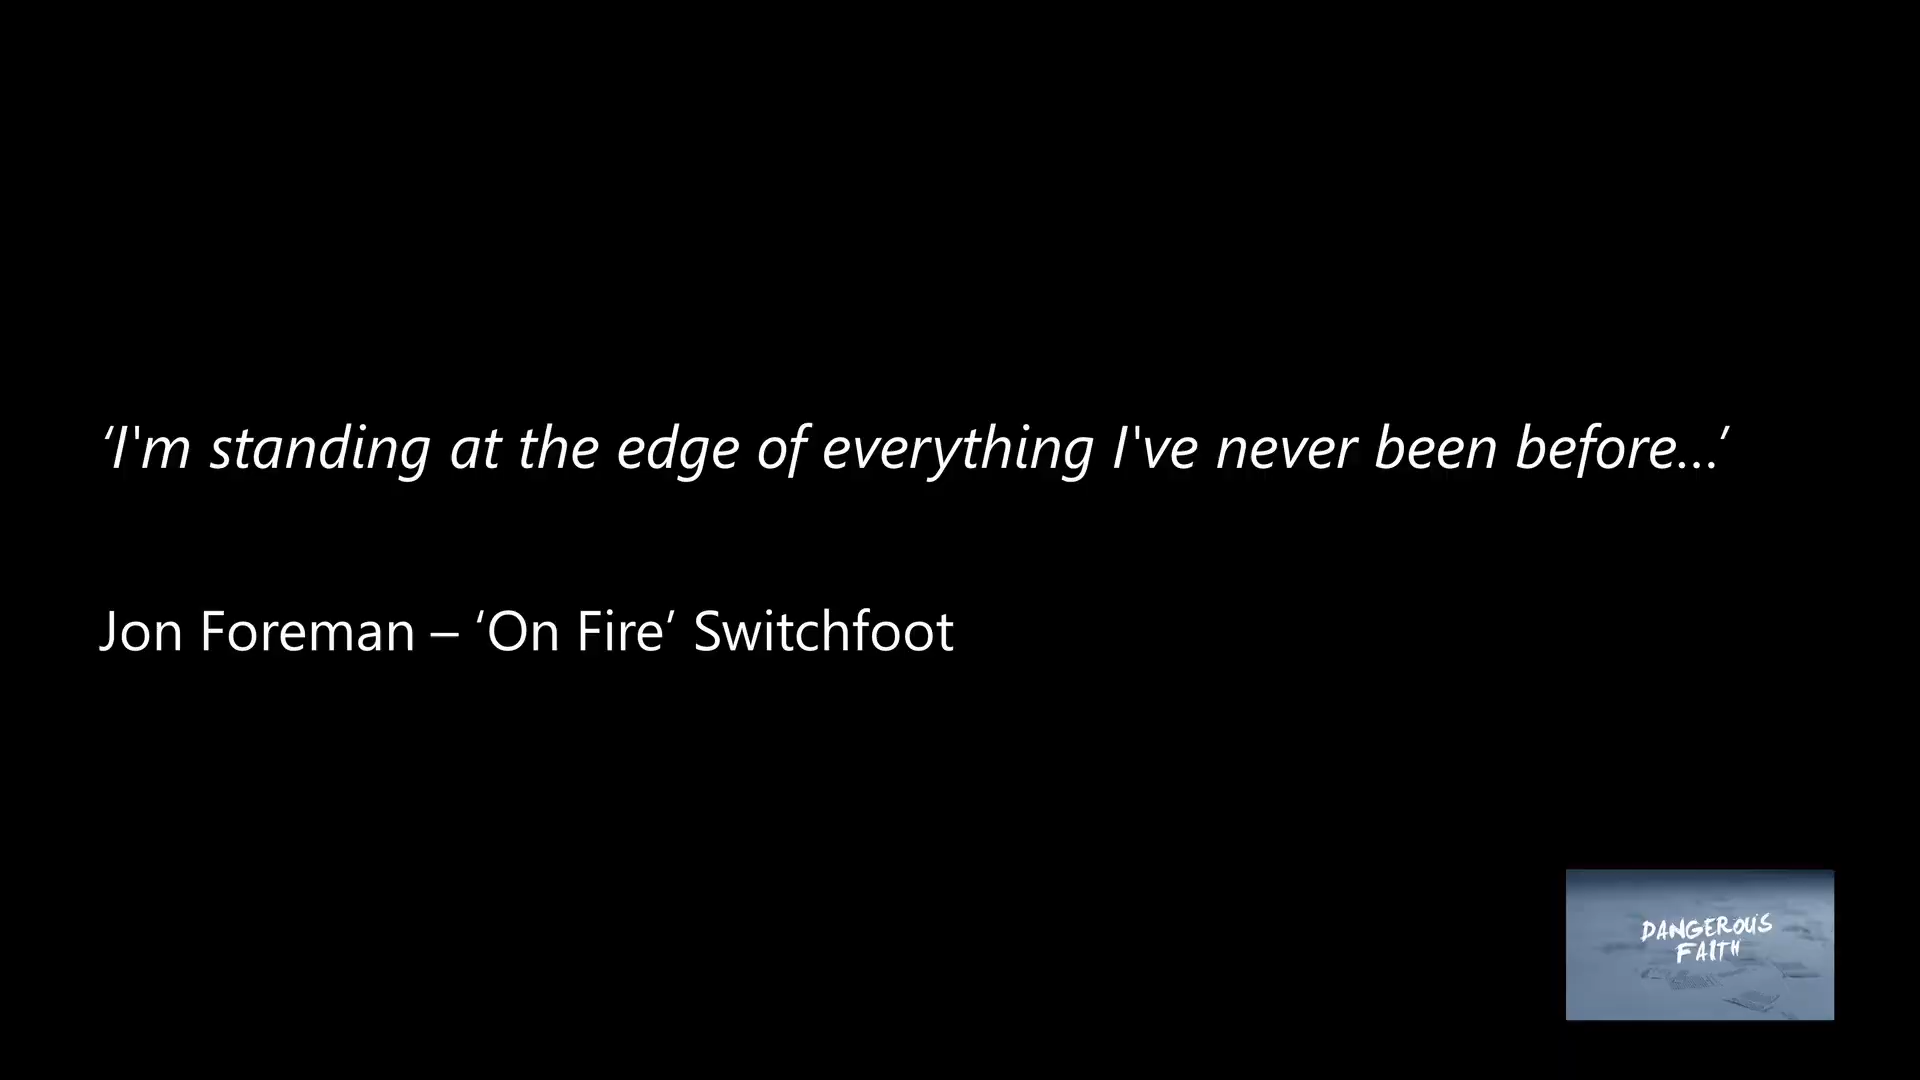 ‘I'm standing at the edge of everything I've never been before...’
Jon Foreman – ‘On Fire’ Switchfoot
DANGEROUS
FAITH